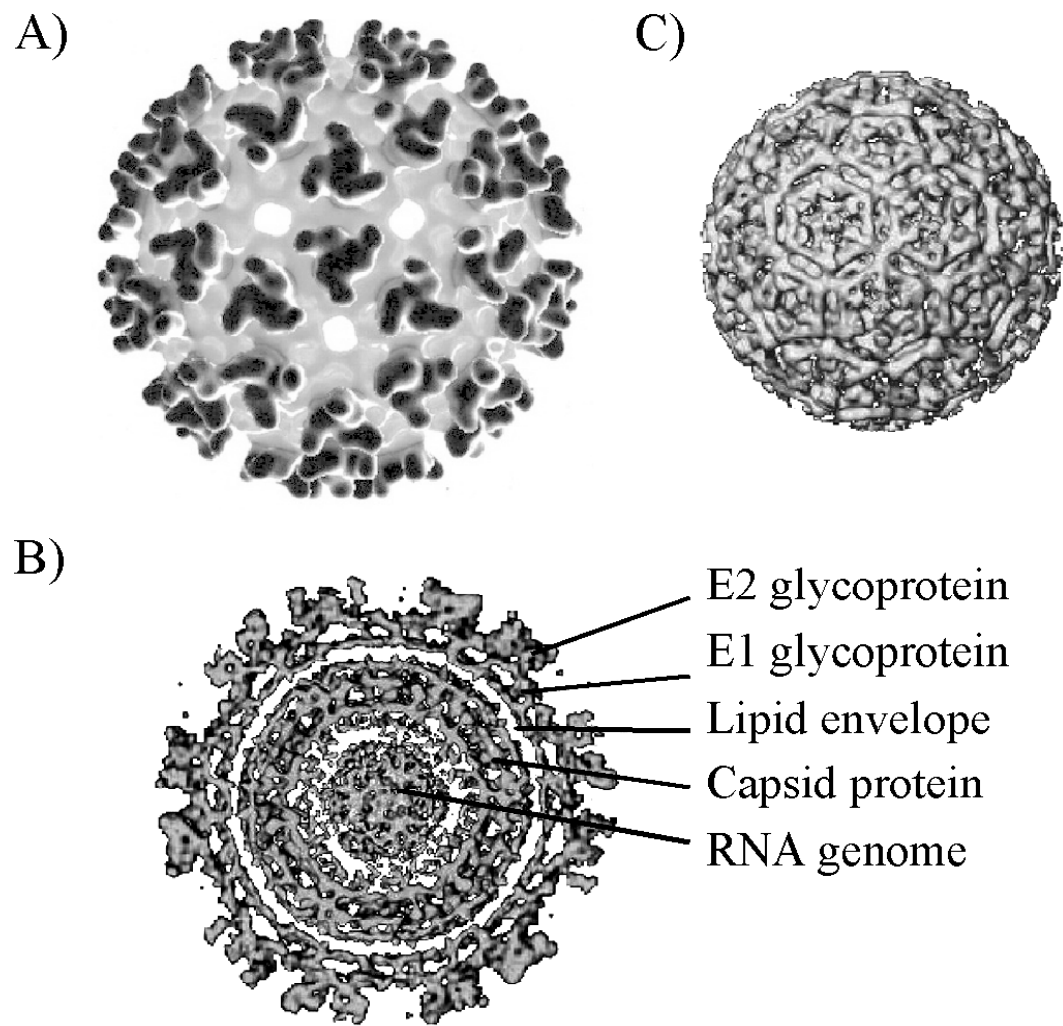 A)
C)
B)
E2 glycoprotein
E1 glycoprotein
Lipid envelope
Capsid protein
RNA genome